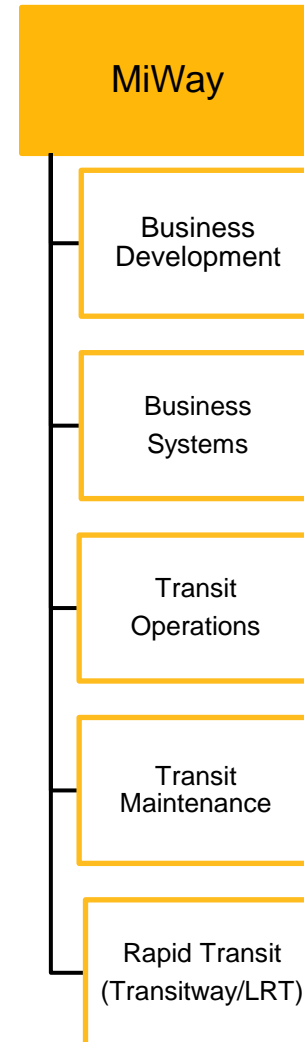 MiWay
Business
Development
Business
Systems
Transit
Operations
Transit
Maintenance
Rapid Transit
(Transitway/LRT)